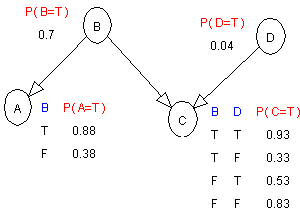 P(B=T)
0.7
B
P(D=T)
0.04
D
A
B P(A=T)
T 0.88
F 0.38
C
B D P(C=T)
T T 0.93
T F 0.33
F T 0.53
F F 0.83